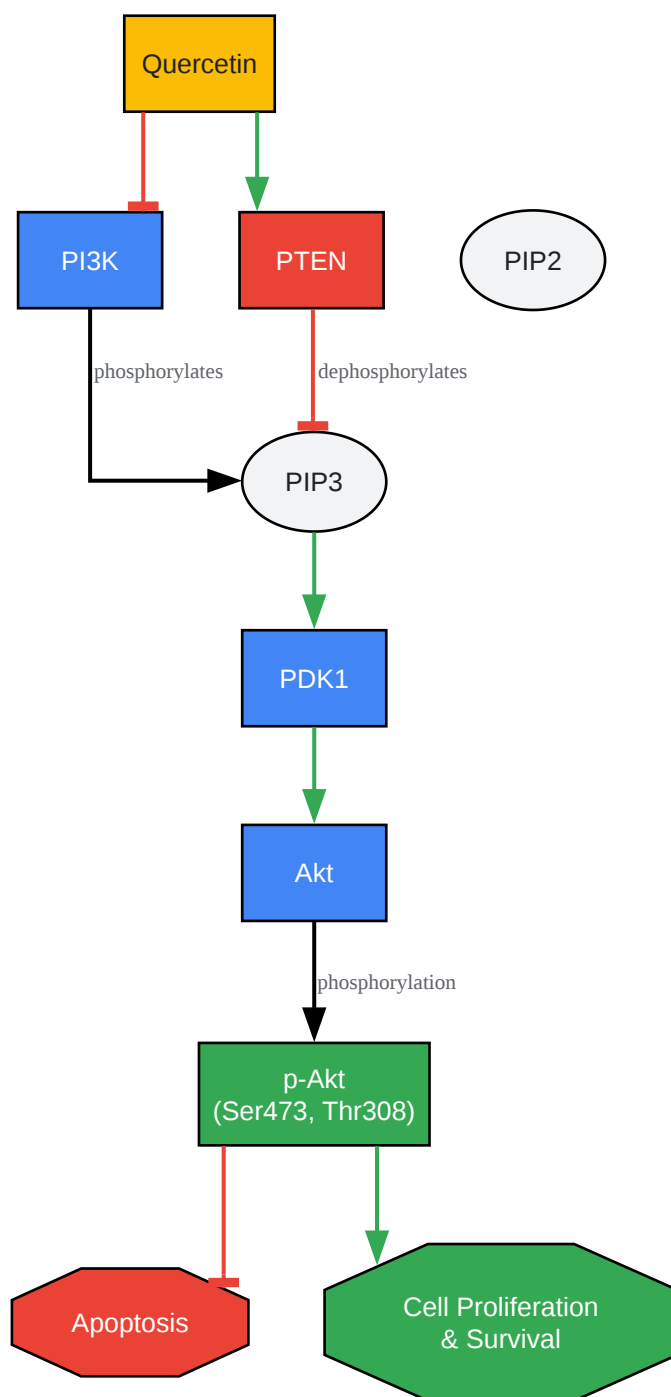 Quercetin
PI3K
PTEN
PIP2
phosphorylates
dephosphorylates
PIP3
PDK1
Akt
phosphorylation
p-Akt
(Ser473, Thr308)
Apoptosis
Cell Proliferation
& Survival